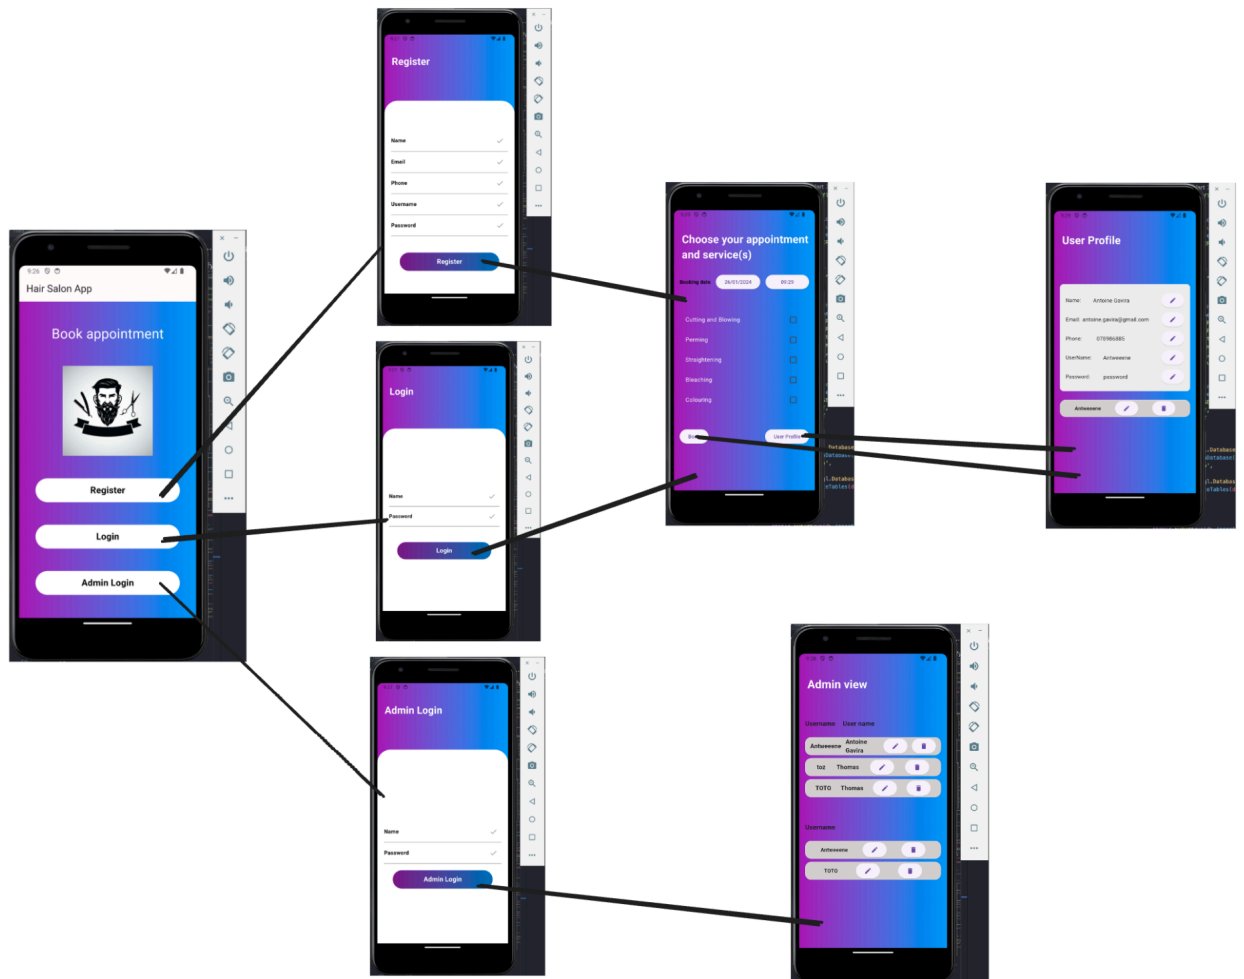 9:26
Hair Salon App
Book appointment
Register
Login
Admin Login
Register
Name
Email
Phone
Username
Password
Register
Login
Name
Password
Login
Admin Login
Name
Password
Admin Login
Choose your appointment
and service(s)
Booking date 26/01/2024 00:29
Cutting and Blowing
Perming
Straightening
Bleaching
Colouring
User Profile
User Profile
Name: Antoine Gavira
Email: antoine.gavira@gmail.com
Phone: 078986885
UserName: Antweeene
Password: password
Antweeene
Admin view
Username User name
Antweeene Antoine
Gavira
toz Thomas
TOTO Thomas
Username
Antweeene
TOTO